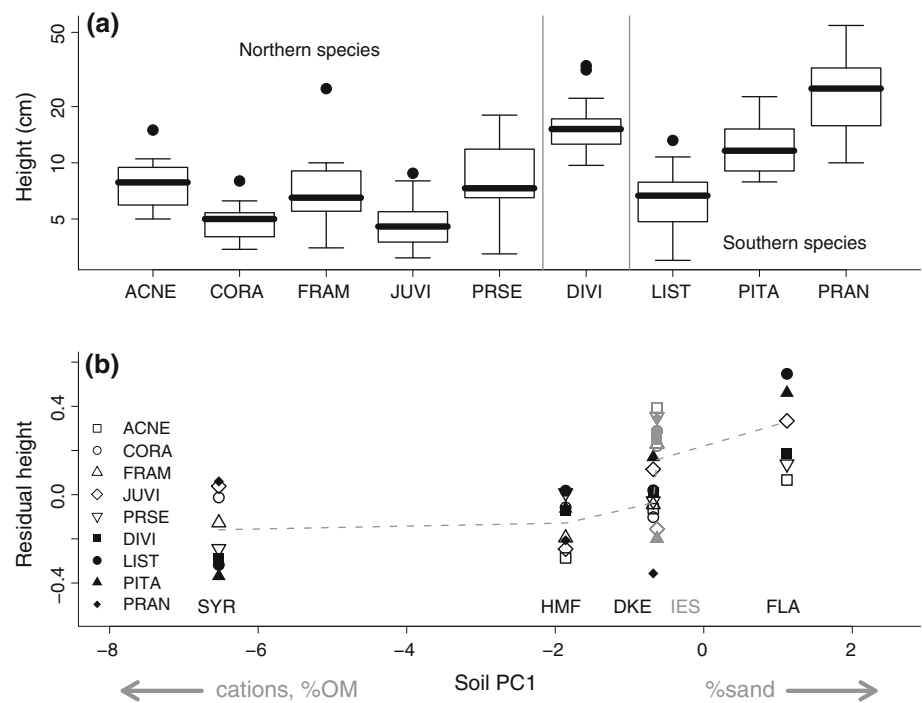 (a)
Northern species
Southern species
Height (cm)
50
20
10
5
ACNE CORA FRAM JUVI PRSE DIVI LIST PITA PRAN
(b)
Residual height
0.4
0.0
−0.4
ACNE
CORA
FRAM
JUVI
PRSE
DIVI
LIST
PITA
PRAN
SYR HMF DKE IES FLA
−8 −6 −4 −2 0 2
Soil PC1
cations, %OM
%sand